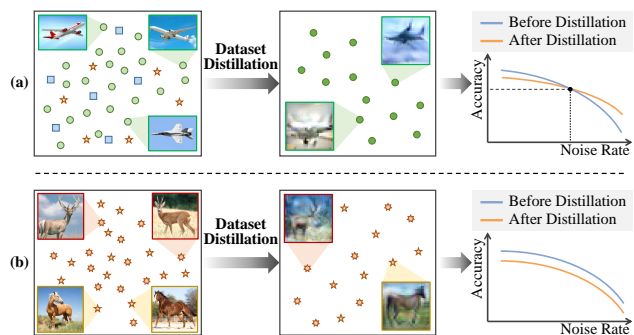 (a)
Dataset
Distillation
Before Distillation
After Distillation
Accuracy
Noise Rate
(b)
Dataset
Distillation
Before Distillation
After Distillation
Accuracy
Noise Rate